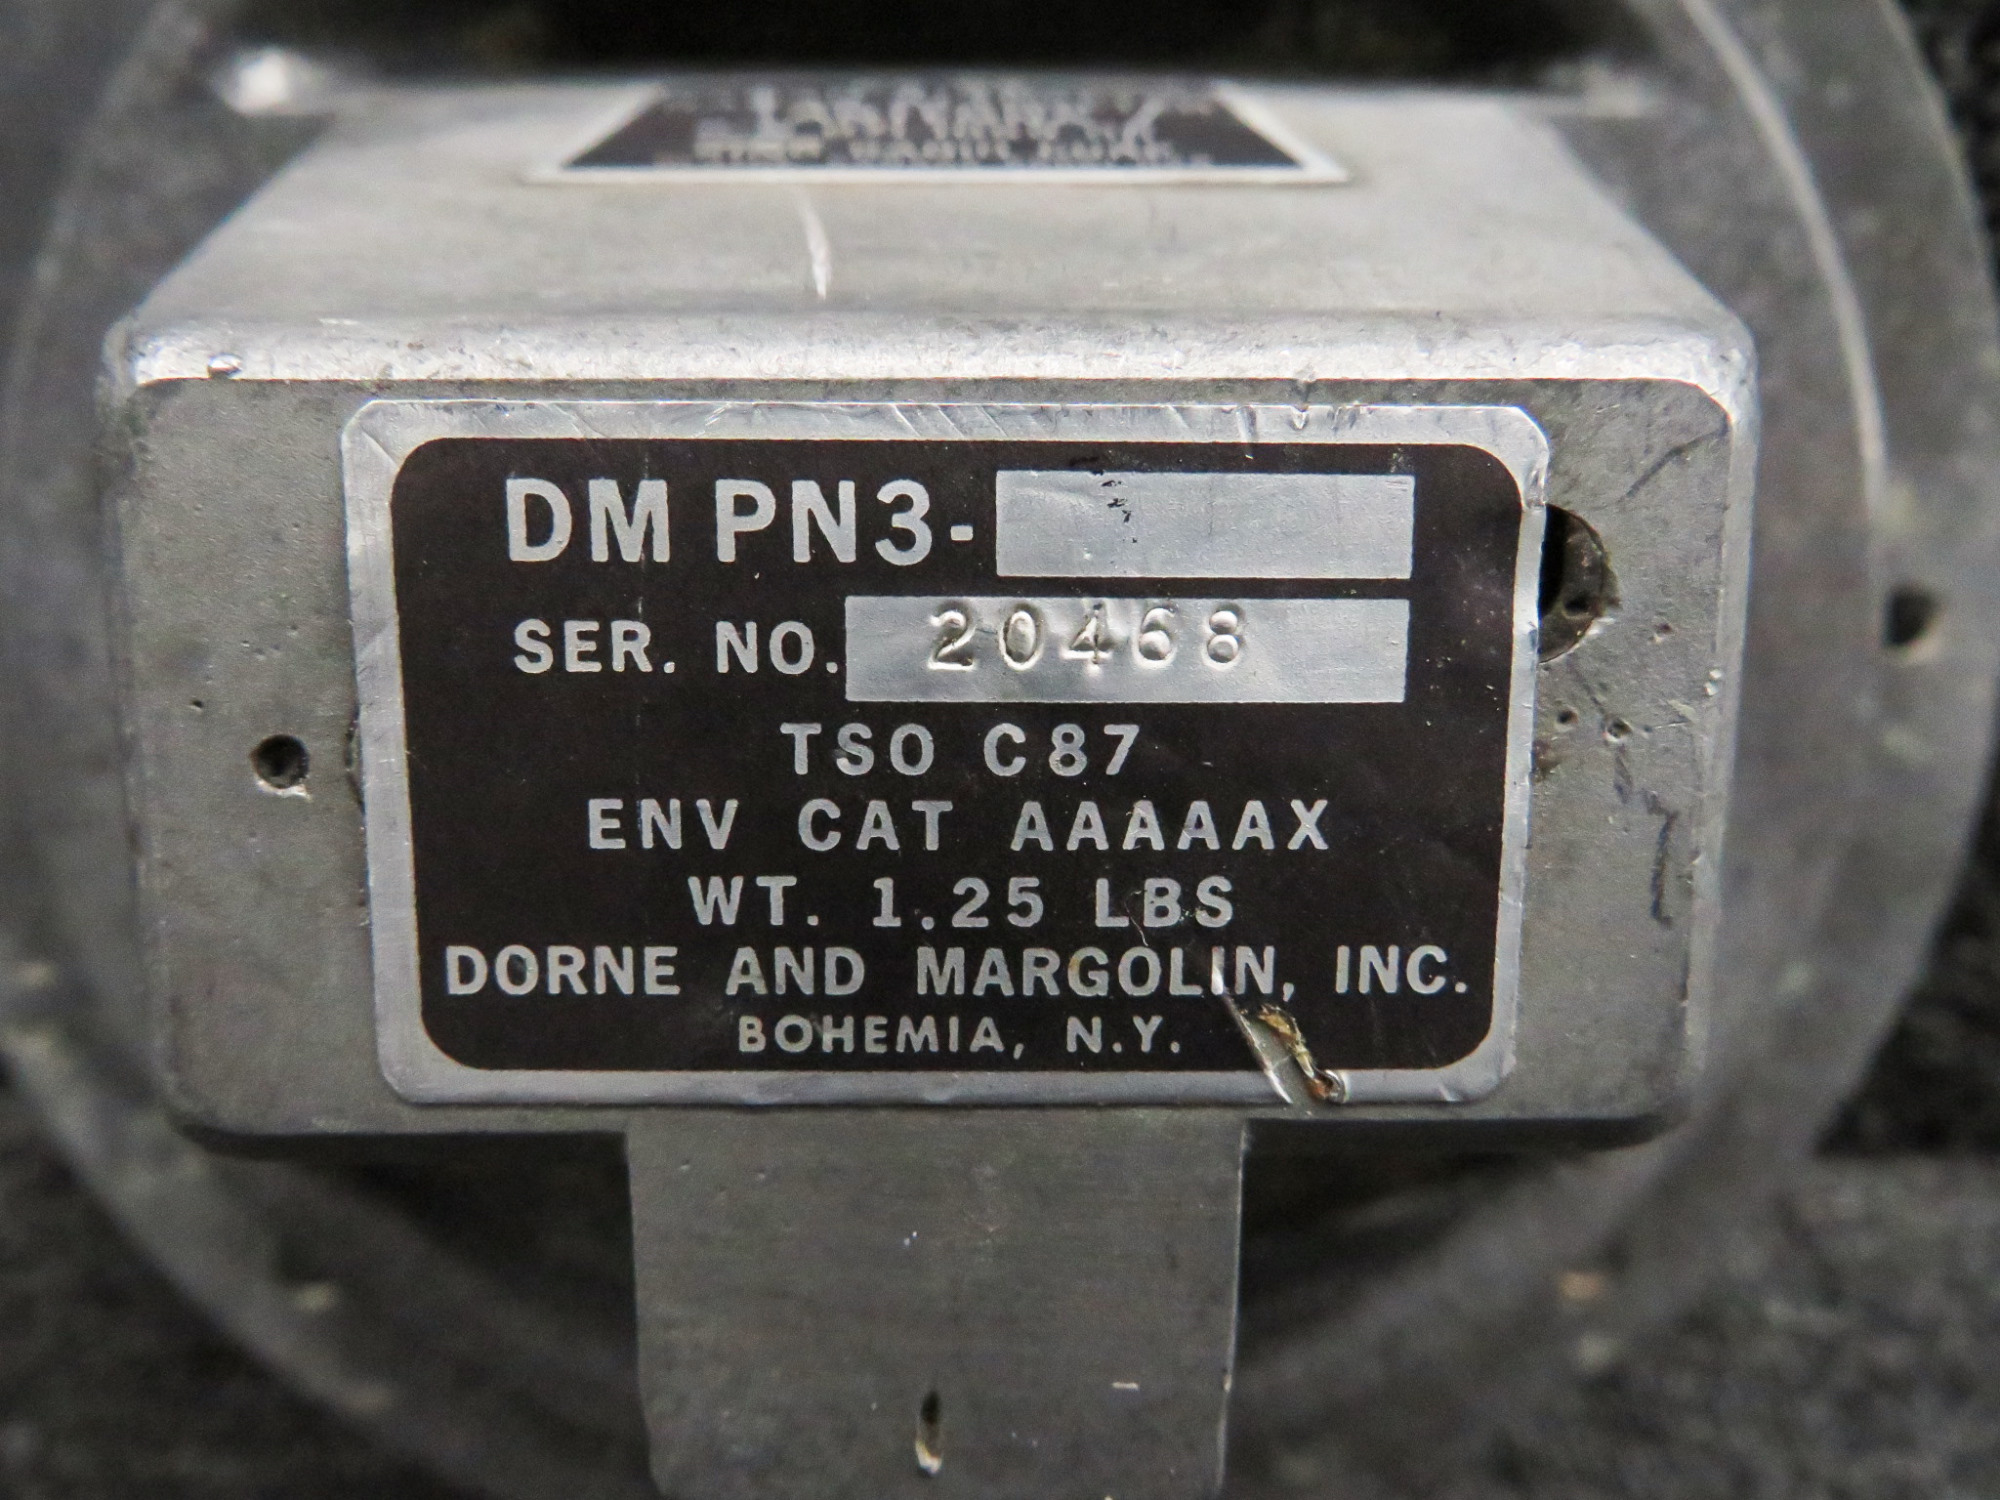 DM PN3-
SER. NO. 20468
TSO C87
ENV CAT AAAAAX
WT. 1.25 LBS
DORNE AND MARGOLIN, INC.
BOHEMIA, N.Y.